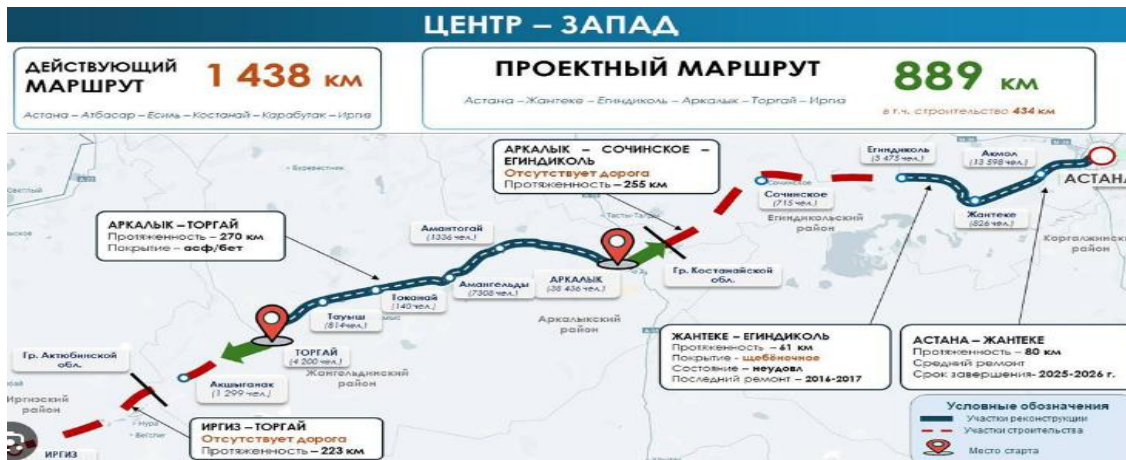 ЦЕНТР – ЗАПАД
ДЕЙСТВУЮЩИЙ
МАРШРУТ
1 438 км
Астана – Атбасар – Есиль – Костанай – Карабутак – Иргиз
ПРОЕКТНЫЙ МАРШРУТ
889 км
Астана – Жантеке – Егиндиколь – Аркалык – Торгай – Иргиз
в т.ч. строительство 434 км
АРКАЛЫК – СОЧИНСКОЕ –
ЕГИНДИКОЛЬ
Отсутствует дорога
Протяженность – 255 км
Егиндиколь
(3 475 чел.)
Акмол
(13 598 чел.)
АСТАНА
Сочинское
Сочинское
(715 чел.)
Егиндикольский
район
Жантеке
(826 чел.)
Коргалжинский
район
Буревестник
Светлый
АРКАЛЫК – ТОРГАЙ
Протяженность – 270 км
Покрытие – асф/бет
Амантогай
(1336 чел.)
Тасты-Талды
Гр. Костанайской
обл.
АРКАЛЫК
(38 436 чел.)
Амангельды
(7308 чел.)
Токанай
(140 чел.)
Тауыш
(814 чел.)
Аркалыкский
район
ТОРГАЙ
(4 200 чел.)
Жангельдинский
район
Гр. Актюбинской
обл.
Акшыганак
(1 299 чел.)
Иргизский
район
Нура
ИРГИЗ
ИРГИЗ – ТОРГАЙ
Отсутствует дорога
Протяженность – 223 км
ЖАНТЕКЕ – ЕГИНДИКОЛЬ
Протяженность – 61 км
Покрытие - щебёночное
Состояние – неудовл
Последний ремонт – 2016-2017
АСТАНА – ЖАНТЕКЕ
Протяженность – 80 км
Средний ремонт
Срок завершения- 2025-2026 г.
Условные обозначения
Участки реконструкции
Участки строительства
Место старта